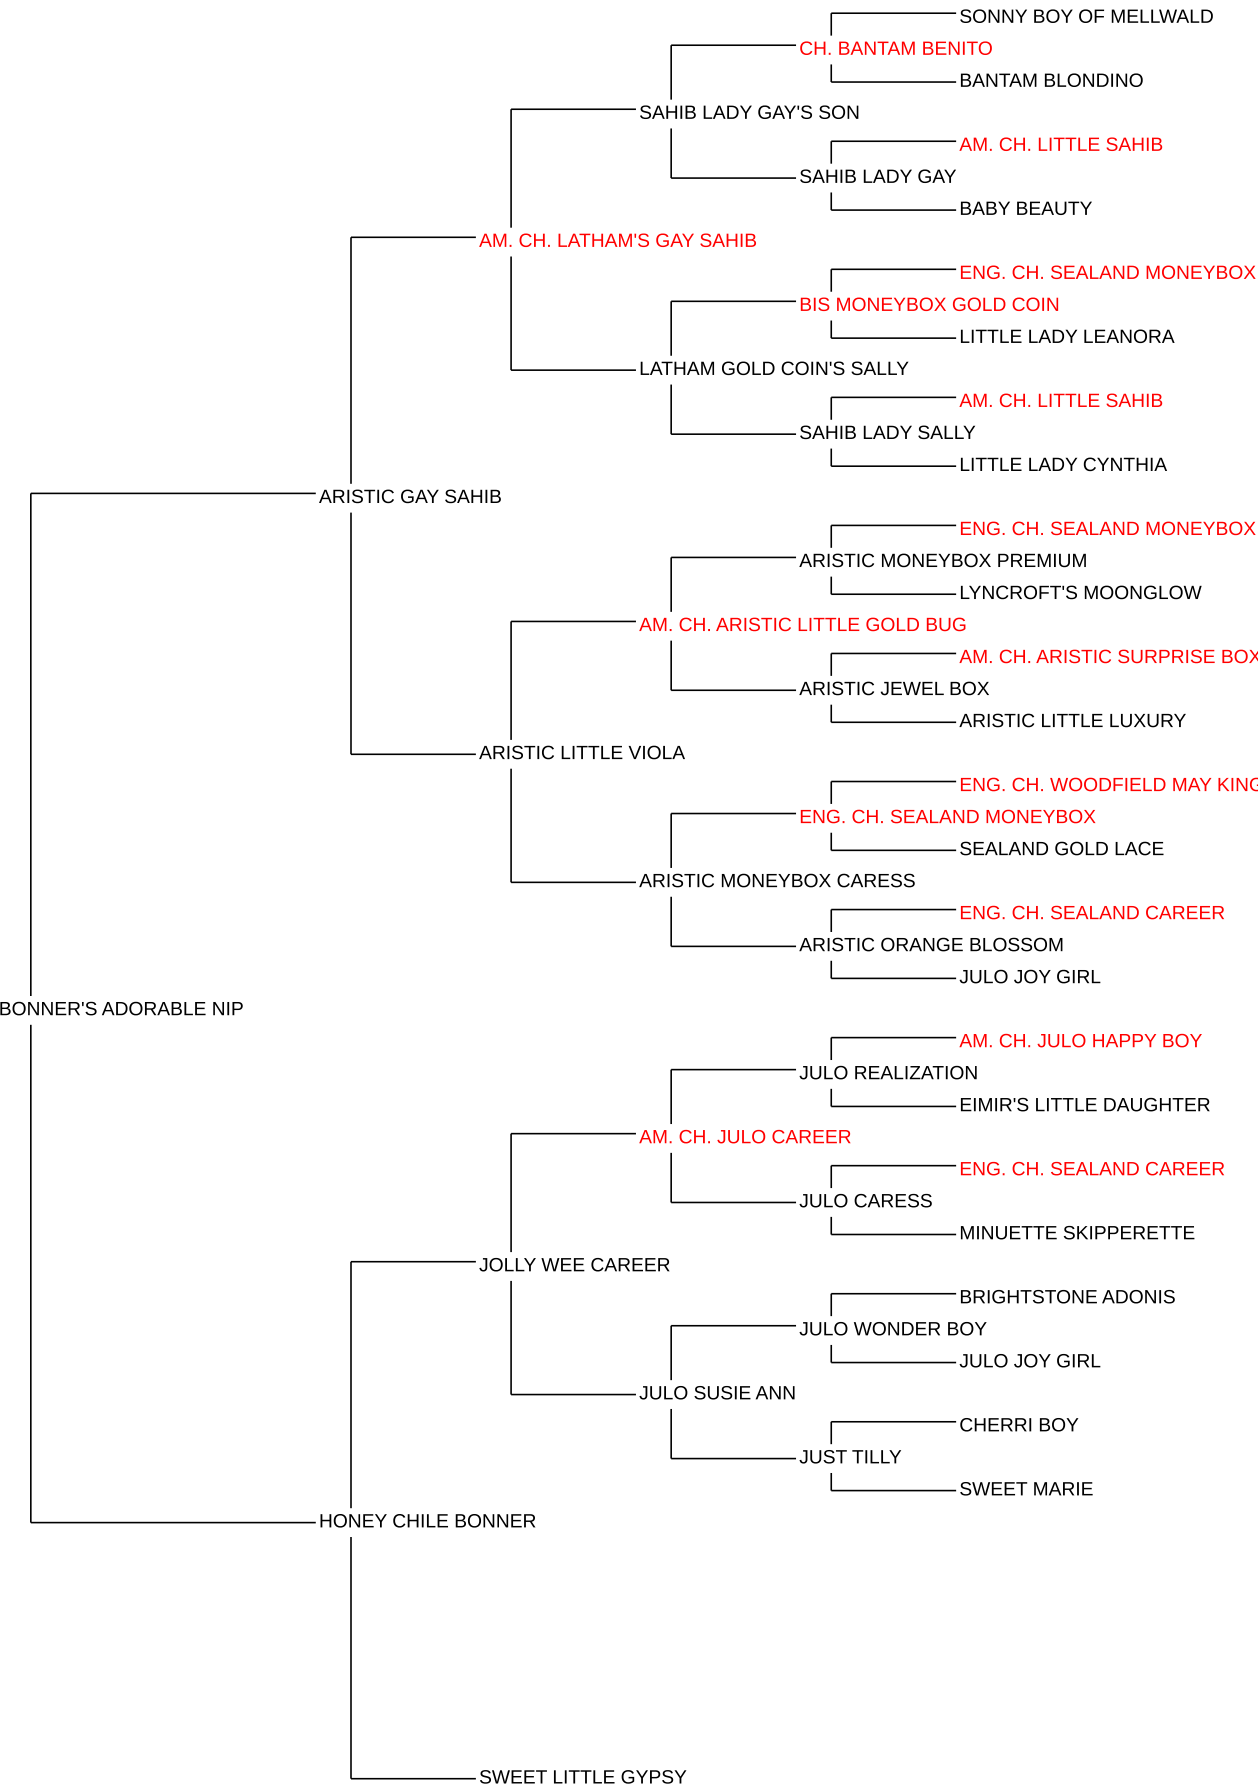 SONNY BOY OF MELLWALD
CH. BANTAM BENITO
BANTAM BLONDINO
SAHIB LADY GAY'S SON
AM. CH. LITTLE SAHIB
SAHIB LADY GAY
BABY BEAUTY
AM. CH. LATHAM'S GAY SAHIB
ENG. CH. SEALAND MONEYBOX
BIS MONEYBOX GOLD COIN
LITTLE LADY LEANORA
LATHAM GOLD COIN'S SALLY
AM. CH. LITTLE SAHIB
SAHIB LADY SALLY
LITTLE LADY CYNTHIA
ARISTIC GAY SAHIB
ENG. CH. SEALAND MONEYBOX
ARISTIC MONEYBOX PREMIUM
LYNCROFT'S MOONGLOW
AM. CH. ARISTIC LITTLE GOLD BUG
AM. CH. ARISTIC SURPRISE BOX
ARISTIC JEWEL BOX
ARISTIC LITTLE LUXURY
ARISTIC LITTLE VIOLA
ENG. CH. WOODFIELD MAY KING
ENG. CH. SEALAND MONEYBOX
SEALAND GOLD LACE
ARISTIC MONEYBOX CARESS
ENG. CH. SEALAND CAREER
ARISTIC ORANGE BLOSSOM
JULO JOY GIRL
BONNER'S ADORABLE NIP
AM. CH. JULO HAPPY BOY
JULO REALIZATION
EIMIR'S LITTLE DAUGHTER
AM. CH. JULO CAREER
ENG. CH. SEALAND CAREER
JULO CARESS
MINUETTE SKIPPERETTE
JOLLY WEE CAREER
BRIGHTSTONE ADONIS
JULO WONDER BOY
JULO JOY GIRL
JULO SUSIE ANN
CHERRI BOY
JUST TILLY
SWEET MARIE
HONEY CHILE BONNER
SWEET LITTLE GYPSY